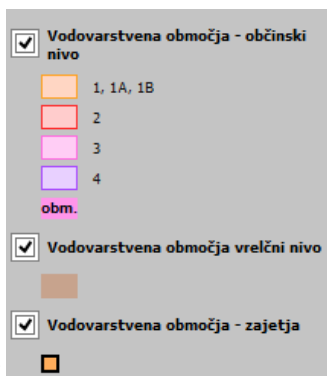 Vodovarstvena območja - občinski
nivo
1, 1A, 1B
2
3
4
obm.
Vodovarstvena območja vrelčni nivo
Vodovarstvena območja - zajetja